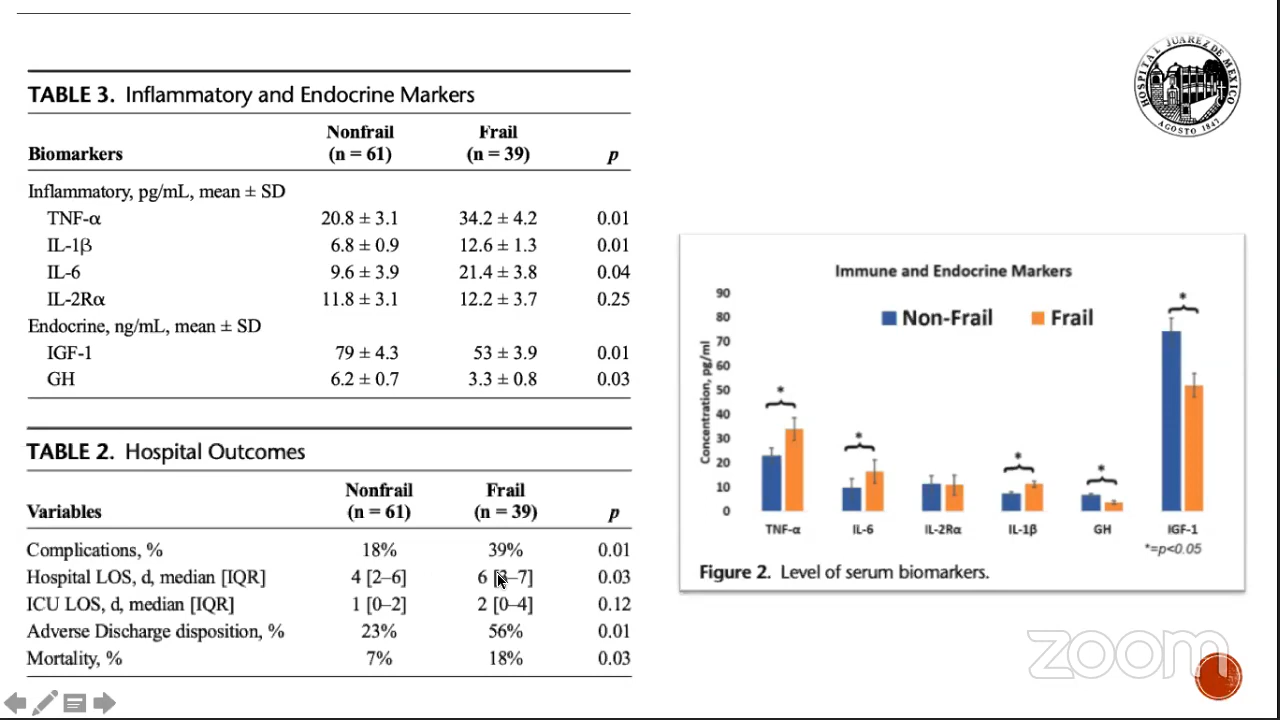 TABLE 3. Inflammatory and Endocrine Markers
Biomarkers Nonfrail (n = 61) Frail (n = 39) p
Inflammatory, pg/mL, mean ± SD
TNF-α 20.8 ± 3.1 34.2 ± 4.2 0.01
IL-1β 6.8 ± 0.9 12.6 ± 1.3 0.01
IL-6 9.6 ± 3.9 21.4 ± 3.8 0.04
IL-2Rα 11.8 ± 3.1 12.2 ± 3.7 0.25
Endocrine, ng/mL, mean ± SD
IGF-1 79 ± 4.3 53 ± 3.9 0.01
GH 6.2 ± 0.7 3.3 ± 0.8 0.03
TABLE 2. Hospital Outcomes
Variables Nonfrail (n = 61) Frail (n = 39) p
Complications, % 18% 39% 0.01
Hospital LOS, d, median [IQR] 4 [2–6] 6 –7] 0.03
ICU LOS, d, median [IQR] 1 [0–2] 2 [0–4] 0.12
Adverse Discharge disposition, % 23% 56% 0.01
Mortality, % 7% 18% 0.03
HOSPITAL JUAREZ DE MEXICO
AGOSTO 1847
Immune and Endocrine Markers
Non-Frail Frail
Concentration, pg/ml
90
80
70
60
50
40
30
20
10
0
* * * * *
TNF-α IL-6 IL-2Rα IL-1β GH IGF-1
*=p<0.05
Figure 2. Level of serum biomarkers.
zoom